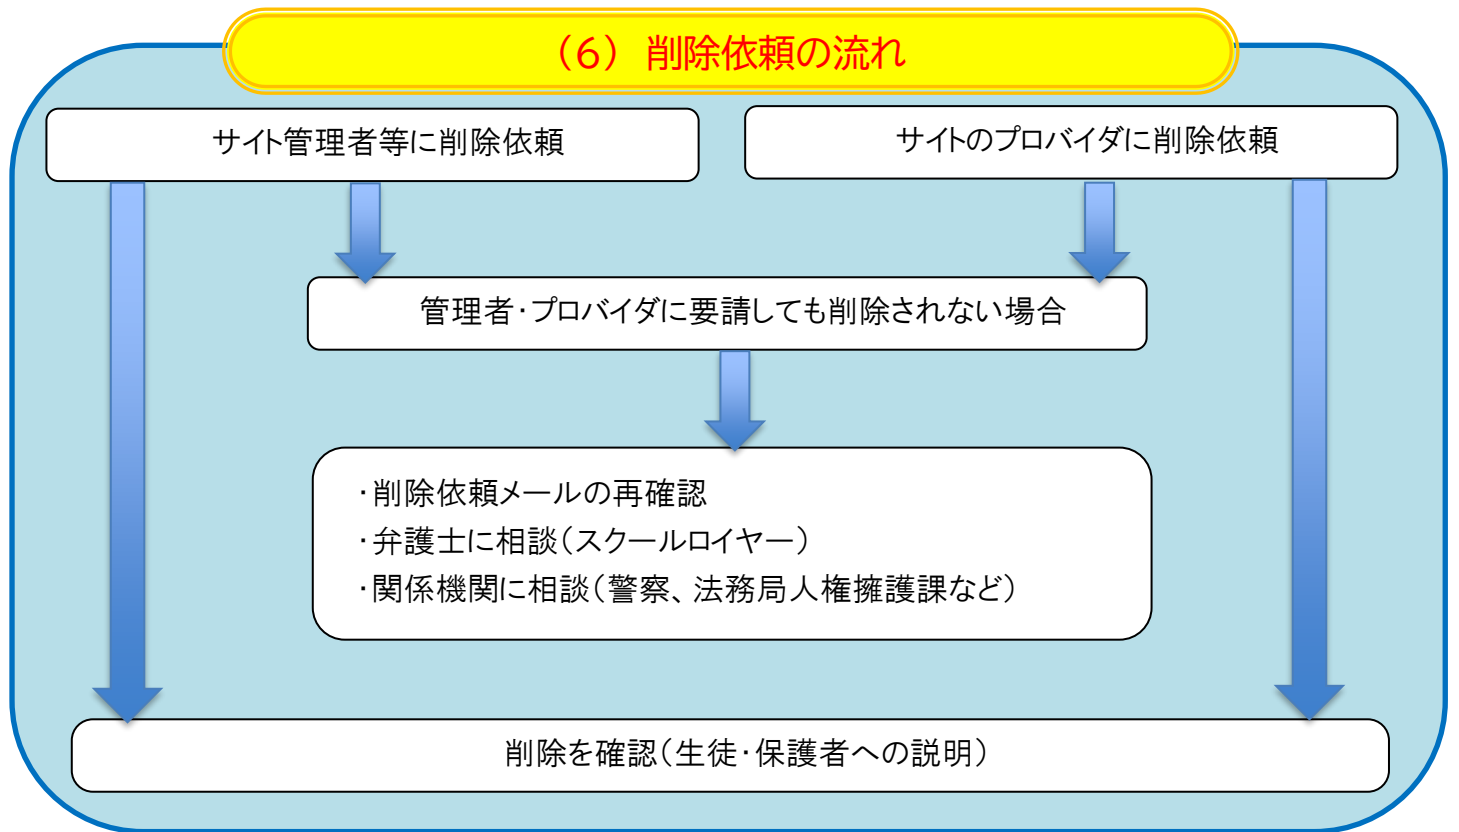 （６） 削除依頼の流れ
サイト管理者等に削除依頼
サイトのプロバイダに削除依頼
管理者・プロバイダに要請しても削除されない場合
・削除依頼メールの再確認
・弁護士に相談（スクールロイヤー）
・関係機関に相談（警察、法務局人権擁護課など）
削除を確認（生徒・保護者への説明）